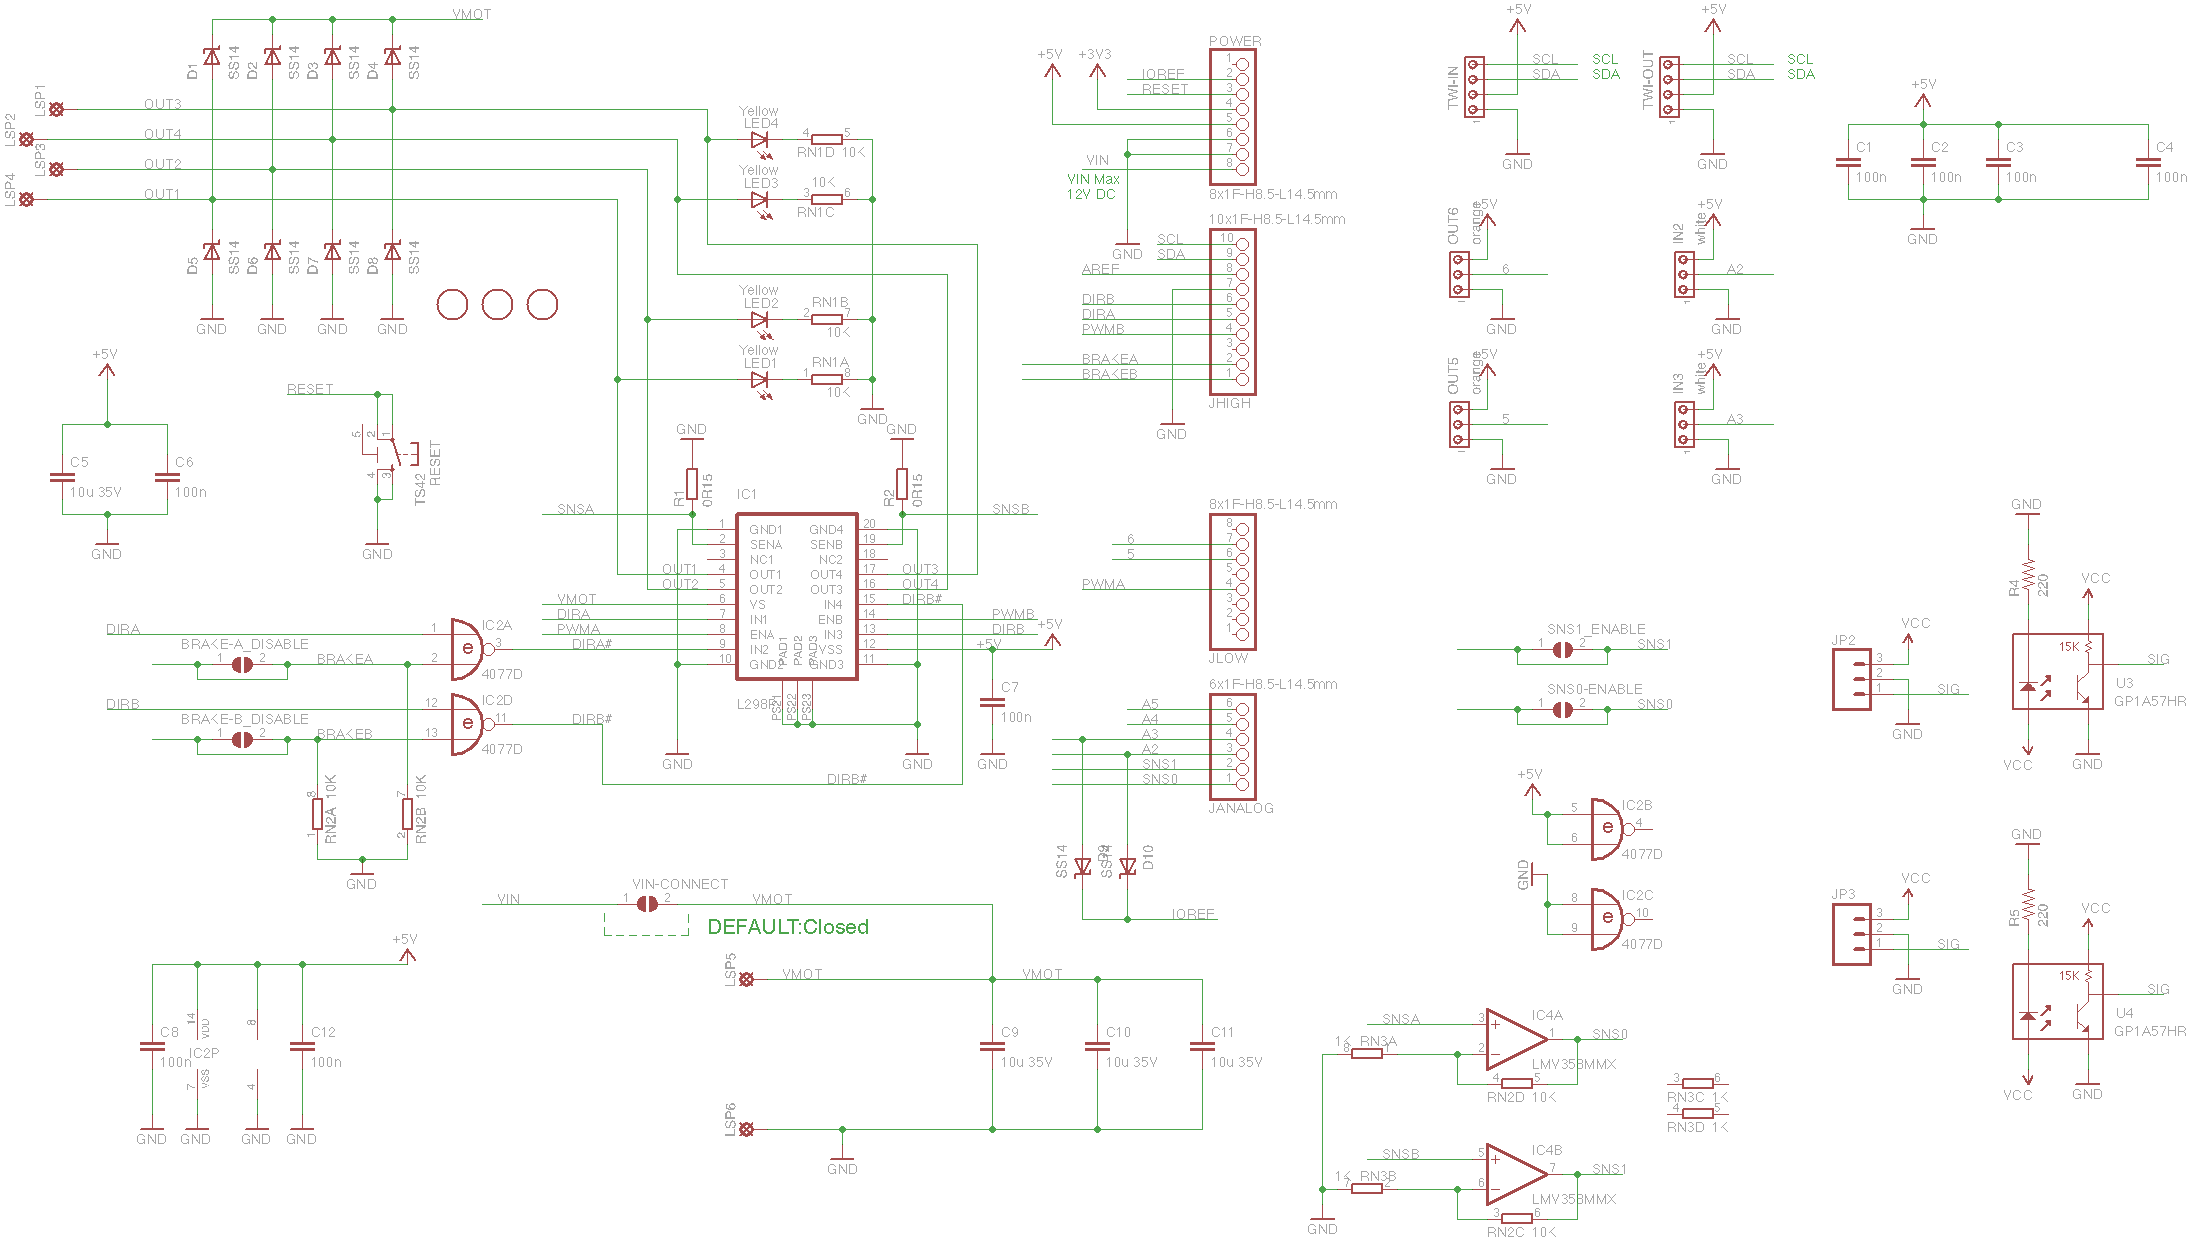 VMOT
D1 SS14 D2 SS14 D3 SS14 D4 SS14
LSP1 OUT3
LSP2 OUT4
LSP3 OUT2
LSP4 OUT1
D5 SS14 D6 SS14 D7 SS14 D8 SS14
GND GND GND GND
Yellow
LED4 4 5
RN1D 10K
Yellow 10K
LED3 3 6
RN1C
Yellow
LED2 RN1B
2 7
10K
Yellow
LED1 RN1A
1 8
10K
GND
+5V +3V3
POWER
1
IOREF 2
RESET 3
4
5
6
7
VIN 8
VIN Max
12V DC
8x1F-H8.5-L14.5mm
10x1F-H8.5-L14.5mm
GND
SCL 10
SDA 9
AREF 8
7
DIRB 6
DIRA 5
PWMB 4
3
BRAKEA 2
BRAKEB 1
JHIGH
GND
+5V
TWI-IN
SCL SCL
SDA SDA
1
GND
+5V
TWI-OUT
SCL SCL
SDA SDA
1
GND
+5V
C1 C2 C3 C4
100n 100n 100n 100n
GND
OUT6 orange +5V
6
1
GND
IN2 white +5V
A2
1
GND
OUT5 orange +5V
5
1
GND
IN3 white +5V
A3
1
GND
+5V
C5 C6
10u 35V 100n
GND
RESET
5 2 1
4 3
TS42
RESET
GND
GND GND
R1 0R15 R2 0R15
SNSA SNSB
IC1
1 GND1 GND4 20
2 SENA SENB 19
3 NC1 NC2 18
OUT1 4 OUT1 OUT4 17 OUT3
OUT2 5 OUT2 OUT3 16 OUT4
VMOT 6 VS IN4 15 DIRB#
DIRA 7 IN1 ENB 14 PWMB
PWMA 8 ENA IN3 13 DIRB
DIRA# 9 IN2 VSS 12 +5V
10 GND2 GND3 11
PAD1 PAD2 PAD3
L298P
PS21 PS22 PS23
+5V
C7
100n
GND GND GND
DIRA 1 IC2A
BRAKE-A_DISABLE
1 2 BRAKEA 2
e 3
4077D
DIRB 12 IC2D
BRAKE-B_DISABLE
1 2 BRAKEB 13
e 11 DIRB#
4077D
DIRB#
8 10K 7 10K
1 RN2A 2 RN2B
GND
8x1F-H8.5-L14.5mm
8
6 7
5 6
5
PWMA 4
3
2
1
JLOW
6x1F-H8.5-L14.5mm
A5 6
A4 5
A3 4
A2 3
SNS1 2
SNS0 1
JANALOG
SS14 D9 SS14 D10
IOREF
SNS1_ENABLE
1 2 SNS1
SNS0-ENABLE
1 2 SNS0
+5V
5 IC2B
6 e 4
4077D
GND
8 IC2C
9 e 10
4077D
JP2 VCC
3
2
1 SIG
GND
GND
R4 220
VCC
15K
SIG
U3
GP1A57HR
VCC GND
JP3 VCC
3
2
1 SIG
GND
GND
R5 220
VCC
15K
SIG
U4
GP1A57HR
VCC GND
VIN VIN-CONNECT VMOT
1 2
DEFAULT:Closed
+5V
14 VDD 8
C8 IC2P C12
100n 100n
7 VSS 4
GND GND GND GND
LSP5 VMOT VMOT
C9 C10 C11
10u 35V 10u 35V 10u 35V
LSP6
GND
SNSA 3 IC4A
1K RN3A
8 1 2
1 SNS0
LMV358MMX
4 5
RN2D 10K
3 6
RN3C 1K
4 5
RN3D 1K
SNSB 5 IC4B
1K RN3B
7 2 6
7 SNS1
LMV358MMX
3 6
RN2C 10K
GND